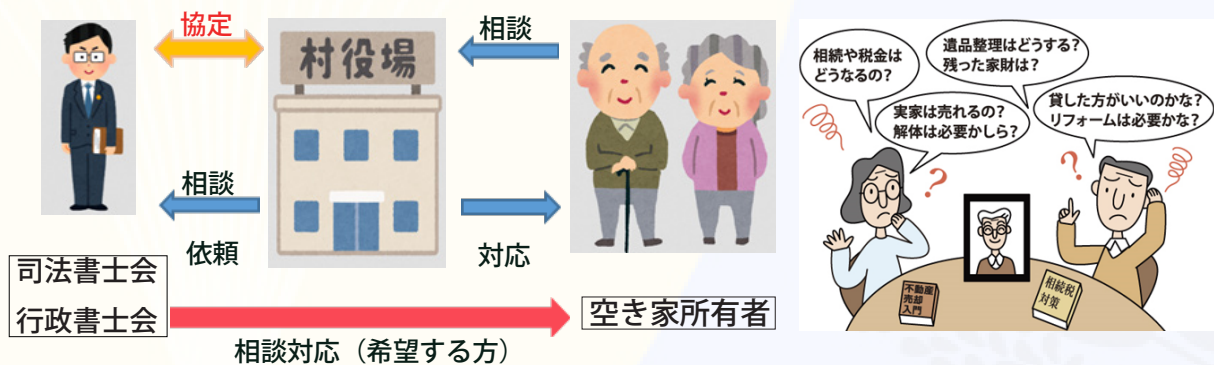 協定
村役場
相談
相談
依頼
対応
司法書士会
行政書士会
空き家所有者
相談対応（希望する方）
相続や税金は
どうなるの？
遺品整理はどうする？
残った家財は？
実家は売れるの？
解体は必要かしら？
貸した方がいいのかな？
リフォームは必要かな？
？
？
不動産
売却
入門
相続税
対策